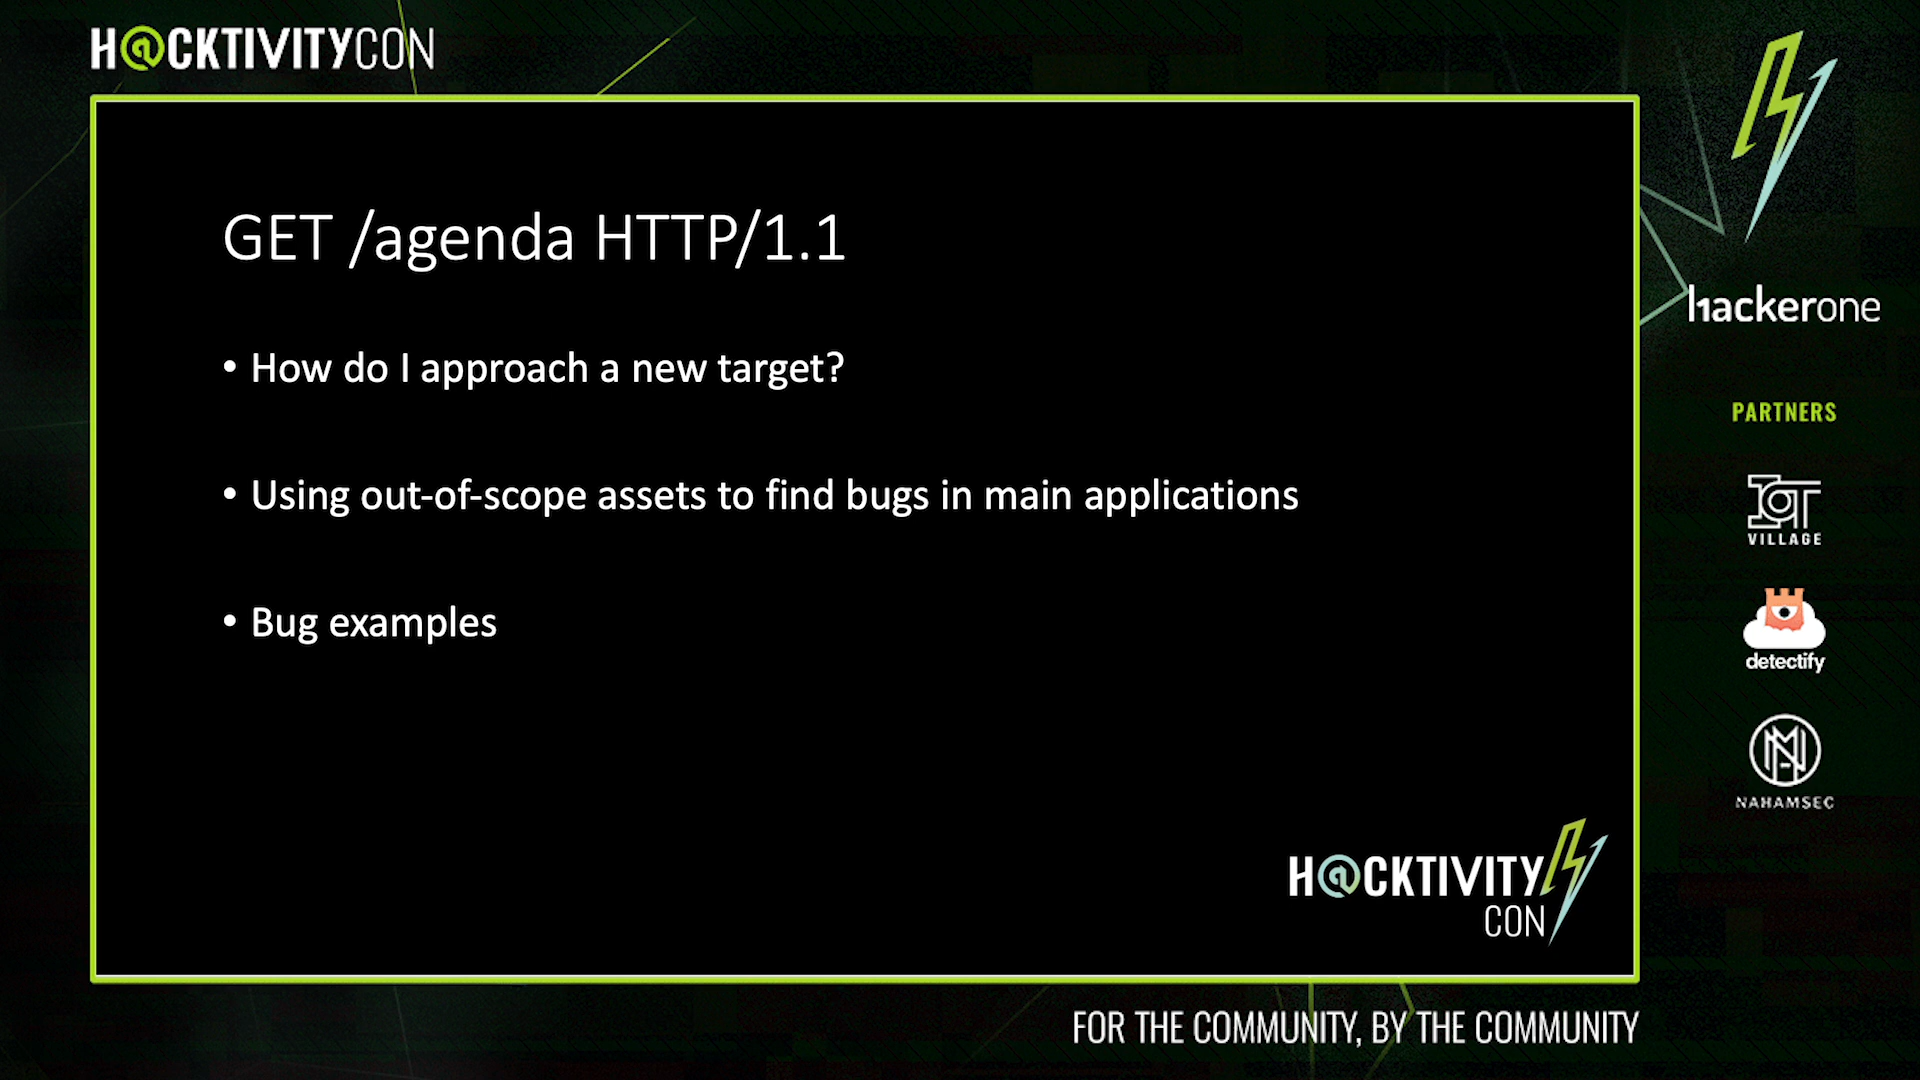 H@CKTIVITYCON
GET /agenda HTTP/1.1
• How do I approach a new target?
• Using out-of-scope assets to find bugs in main applications
• Bug examples
H@CKTIVITY
CON
hackerone
PARTNERS
IOT
VILLAGE
detectify
NAHAMSEC
FOR THE COMMUNITY, BY THE COMMUNITY